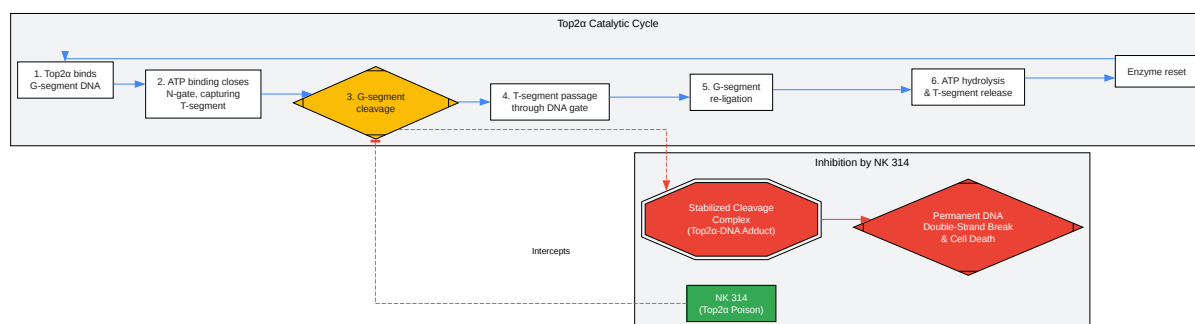 Top2α Catalytic Cycle
1. Top2α binds
G-segment DNA
2. ATP binding closes
N-gate, capturing
T-segment
3. G-segment
cleavage
4. T-segment passage
through DNA gate
5. G-segment
re-ligation
6. ATP hydrolysis
& T-segment release
Enzyme reset
Inhibition by NK 314
Stabilized Cleavage
Complex
(Top2α-DNA Adduct)
Permanent DNA
Double-Strand Break
& Cell Death
Intercepts
NK 314
(Top2α Poison)